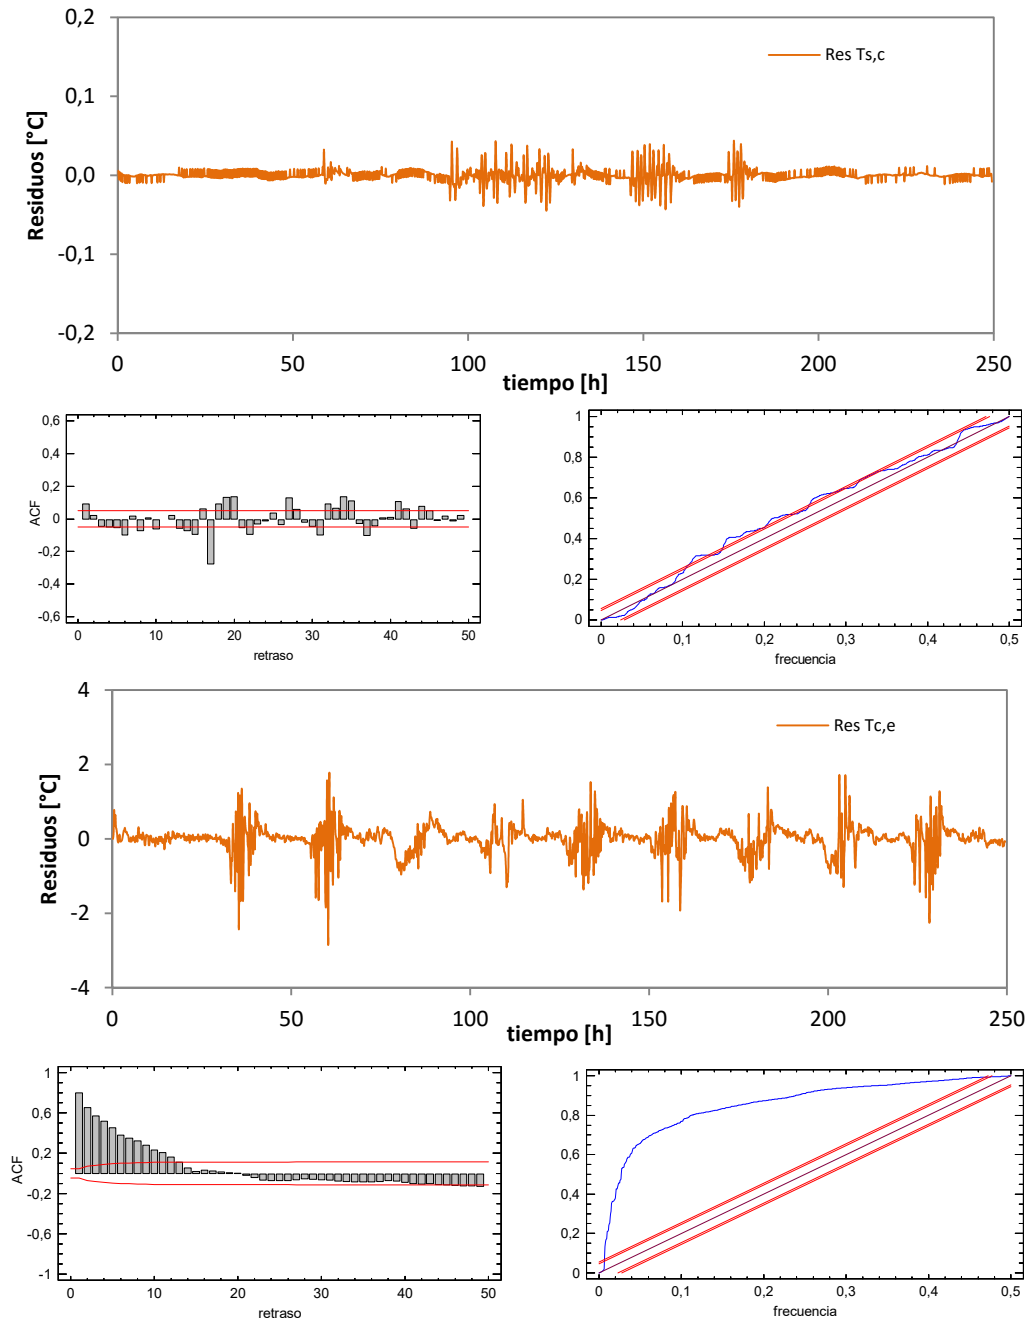 0,2
0,1
0,0
-0,1
-0,2
Residuos [°C]
Res Ts,c
0 50 100 150 200 250
tiempo [h]
0,6
0,4
0,2
0
-0,2
-0,4
-0,6
ACF
0 10 20 30 40 50
retraso
1
0,8
0,6
0,4
0,2
0
0 0,1 0,2 0,3 0,4 0,5
frecuencia
4
2
0
-2
-4
Residuos [°C]
Res Tc,e
0 50 100 150 200 250
tiempo [h]
1
0,6
0,2
-0,2
-0,6
-1
ACF
0 10 20 30 40 50
retraso
1
0,8
0,6
0,4
0,2
0
0 0,1 0,2 0,3 0,4 0,5
frecuencia